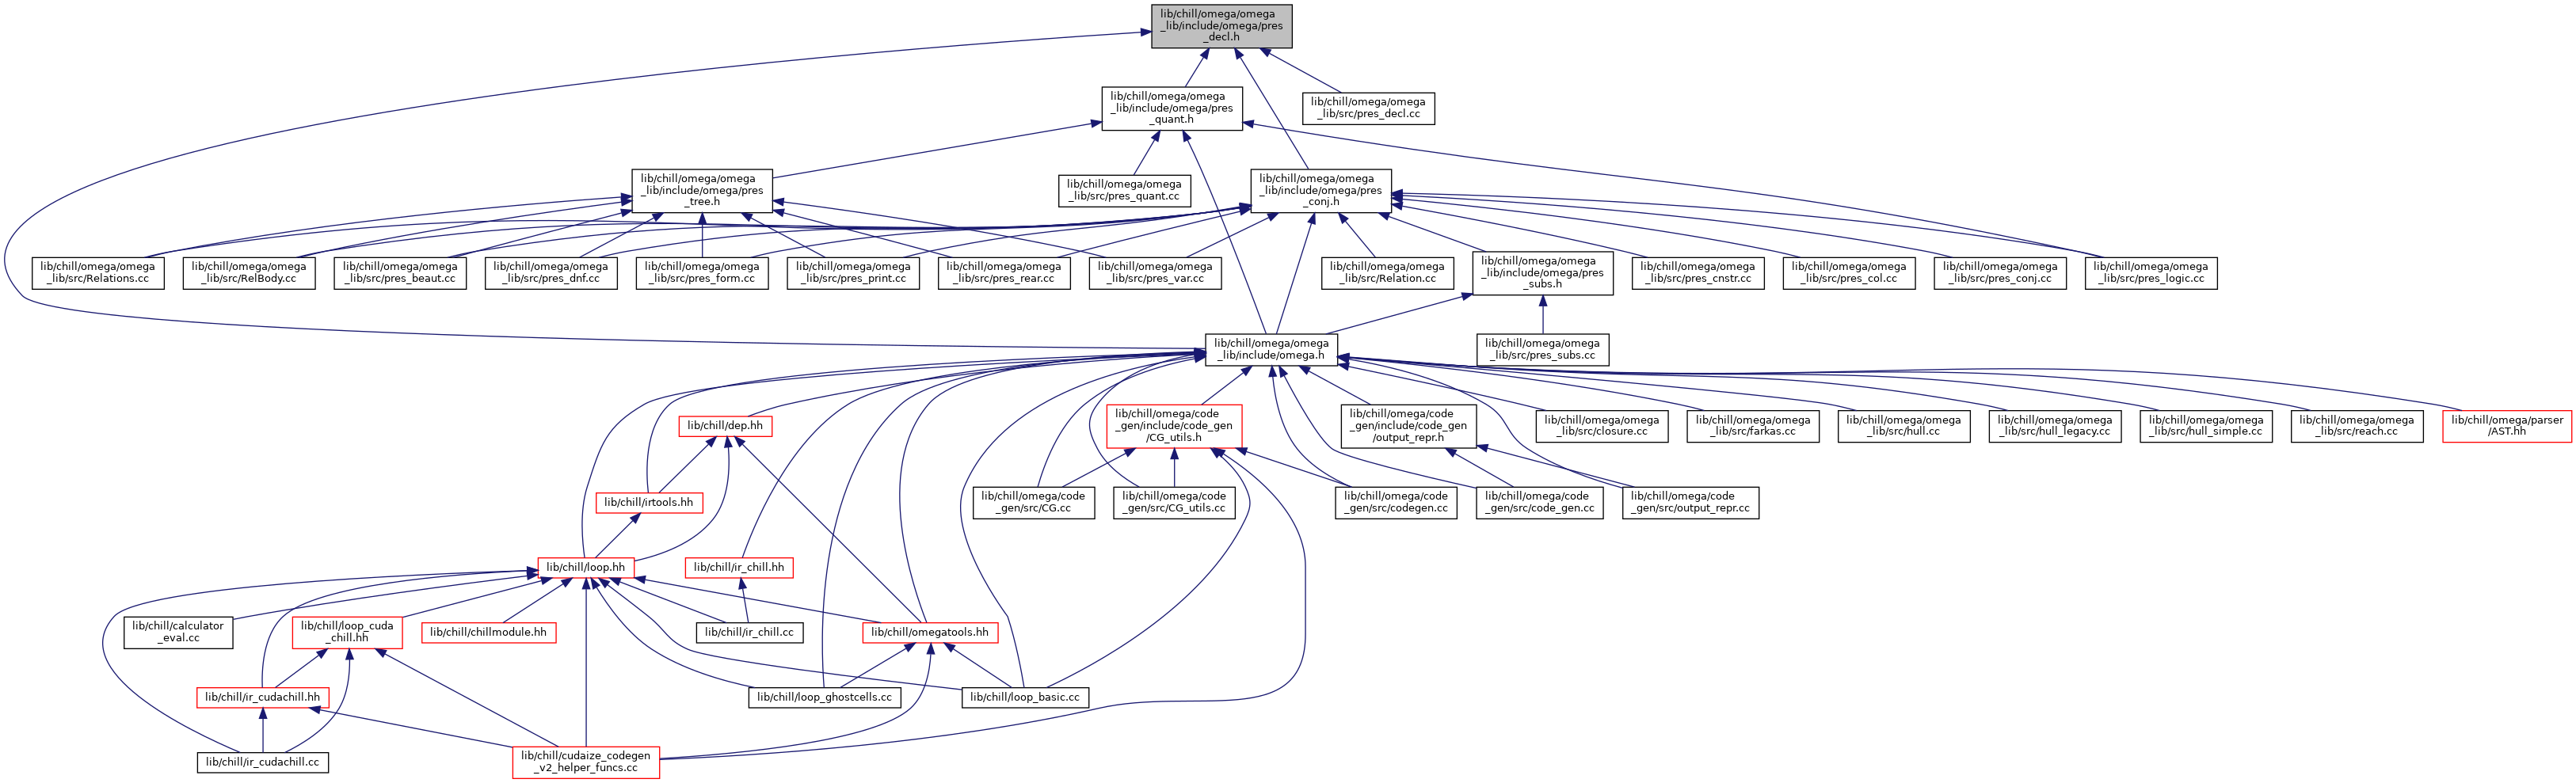 lib/chill/omega/omega
_lib/include/omega/pres
_decl.h
lib/chill/omega/omega
_lib/include/omega/pres
_quant.h
lib/chill/omega/omega
_lib/src/pres_decl.cc
lib/chill/omega/omega
_lib/include/omega/pres
_tree.h
lib/chill/omega/omega
_lib/src/pres_quant.cc
lib/chill/omega/omega
_lib/include/omega/pres
_conj.h
lib/chill/omega/omega
_lib/src/Relations.cc
lib/chill/omega/omega
_lib/src/RelBody.cc
lib/chill/omega/omega
_lib/src/pres_beaut.cc
lib/chill/omega/omega
_lib/src/pres_dnf.cc
lib/chill/omega/omega
_lib/src/pres_form.cc
lib/chill/omega/omega
_lib/src/pres_print.cc
lib/chill/omega/omega
_lib/src/pres_rear.cc
lib/chill/omega/omega
_lib/src/pres_var.cc
lib/chill/omega/omega
_lib/src/Relation.cc
lib/chill/omega/omega
_lib/include/omega/pres
_subs.h
lib/chill/omega/omega
_lib/src/pres_cnstr.cc
lib/chill/omega/omega
_lib/src/pres_col.cc
lib/chill/omega/omega
_lib/src/pres_conj.cc
lib/chill/omega/omega
_lib/src/pres_logic.cc
lib/chill/omega/omega
_lib/include/omega.h
lib/chill/omega/omega
_lib/src/pres_subs.cc
lib/chill/dep.hh
lib/chill/omega/code
_gen/include/code_gen
/CG_utils.h
lib/chill/omega/code
_gen/include/code_gen
/output_repr.h
lib/chill/omega/omega
_lib/src/closure.cc
lib/chill/omega/omega
_lib/src/farkas.cc
lib/chill/omega/omega
_lib/src/hull.cc
lib/chill/omega/omega
_lib/src/hull_legacy.cc
lib/chill/omega/omega
_lib/src/hull_simple.cc
lib/chill/omega/omega
_lib/src/reach.cc
lib/chill/omega/parser
/AST.hh
lib/chill/irtools.hh
lib/chill/omega/code
_gen/src/CG.cc
lib/chill/omega/code
_gen/src/CG_utils.cc
lib/chill/omega/code
_gen/src/codegen.cc
lib/chill/omega/code
_gen/src/code_gen.cc
lib/chill/omega/code
_gen/src/output_repr.cc
lib/chill/loop.hh
lib/chill/ir_chill.hh
lib/chill/calculator
_eval.cc
lib/chill/loop_cuda
_chill.hh
lib/chill/chillmodule.hh
lib/chill/ir_chill.cc
lib/chill/omegatools.hh
lib/chill/ir_cudachill.hh
lib/chill/loop_ghostcells.cc
lib/chill/loop_basic.cc
lib/chill/ir_cudachill.cc
lib/chill/cudaize_codegen
_v2_helper_funcs.cc